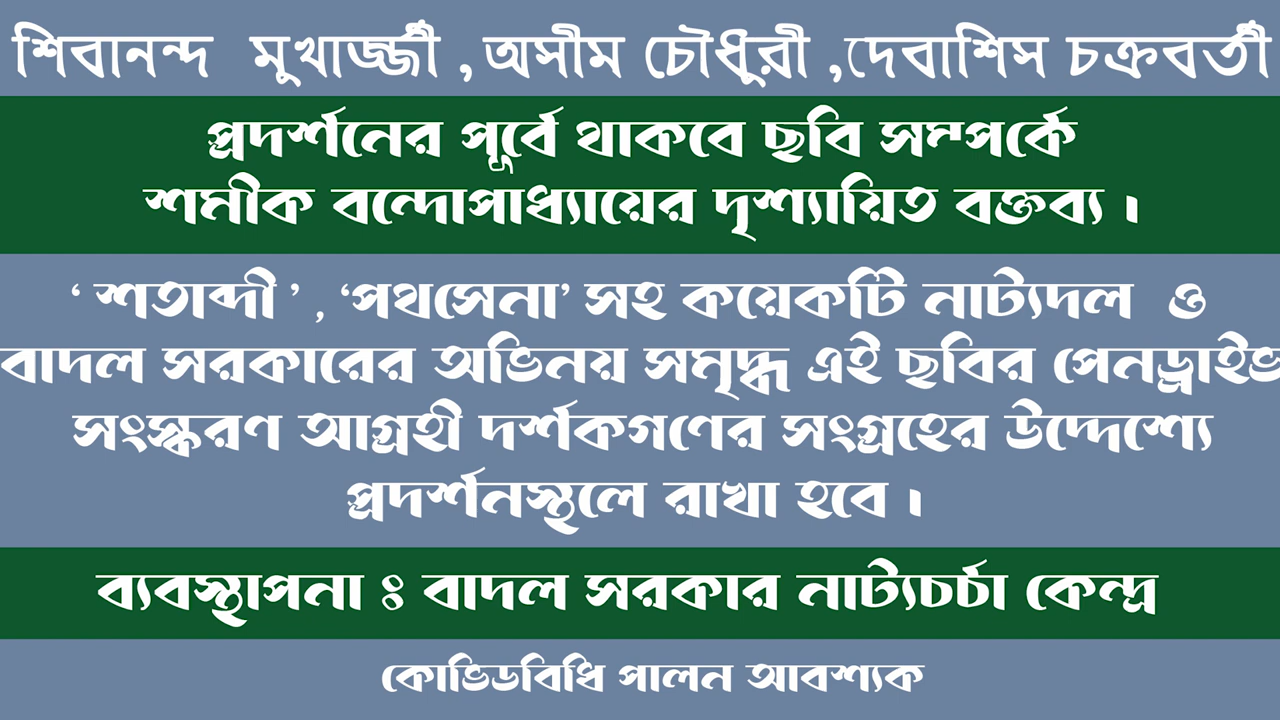 শিবানন্দ মুখার্জ্জী ,অসীম চৌধুরী ,দেবাশিস চক্রবর্তী
প্রদর্শনের পূর্বে থাকবে ছবি সম্পর্কে
শমীক বন্দোপাধ্যায়ের দৃশ্যায়িত বক্তব্য ।
‘ শতাব্দী ’ , ‘পথসেনা’ সহ কয়েকটি নাট্যদল ও
বাদল সরকারের অভিনয় সমৃদ্ধ এই ছবির পেনড্রাইভ
সংস্করণ আগ্রহী দর্শকগণের সংগ্রহের উদ্দেশ্যে
প্রদর্শনস্থলে রাখা হবে ।
ব্যবস্থাপনা ঃ বাদল সরকার নাট্যচর্চা কেন্দ্র
কোভিডবিধি পালন আবশ্যক